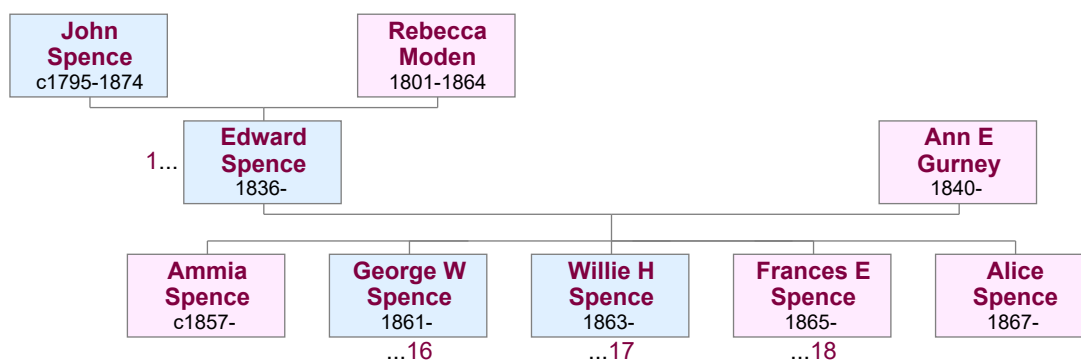 John
Spence
c1795-1874
Rebecca
Moden
1801-1864
1...
Edward
Spence
1836-
Ann E
Gurney
1840-
Ammia
Spence
c1857-
George W
Spence
1861-
...16
Willie H
Spence
1863-
...17
Frances E
Spence
1865-
...18
Alice
Spence
1867-